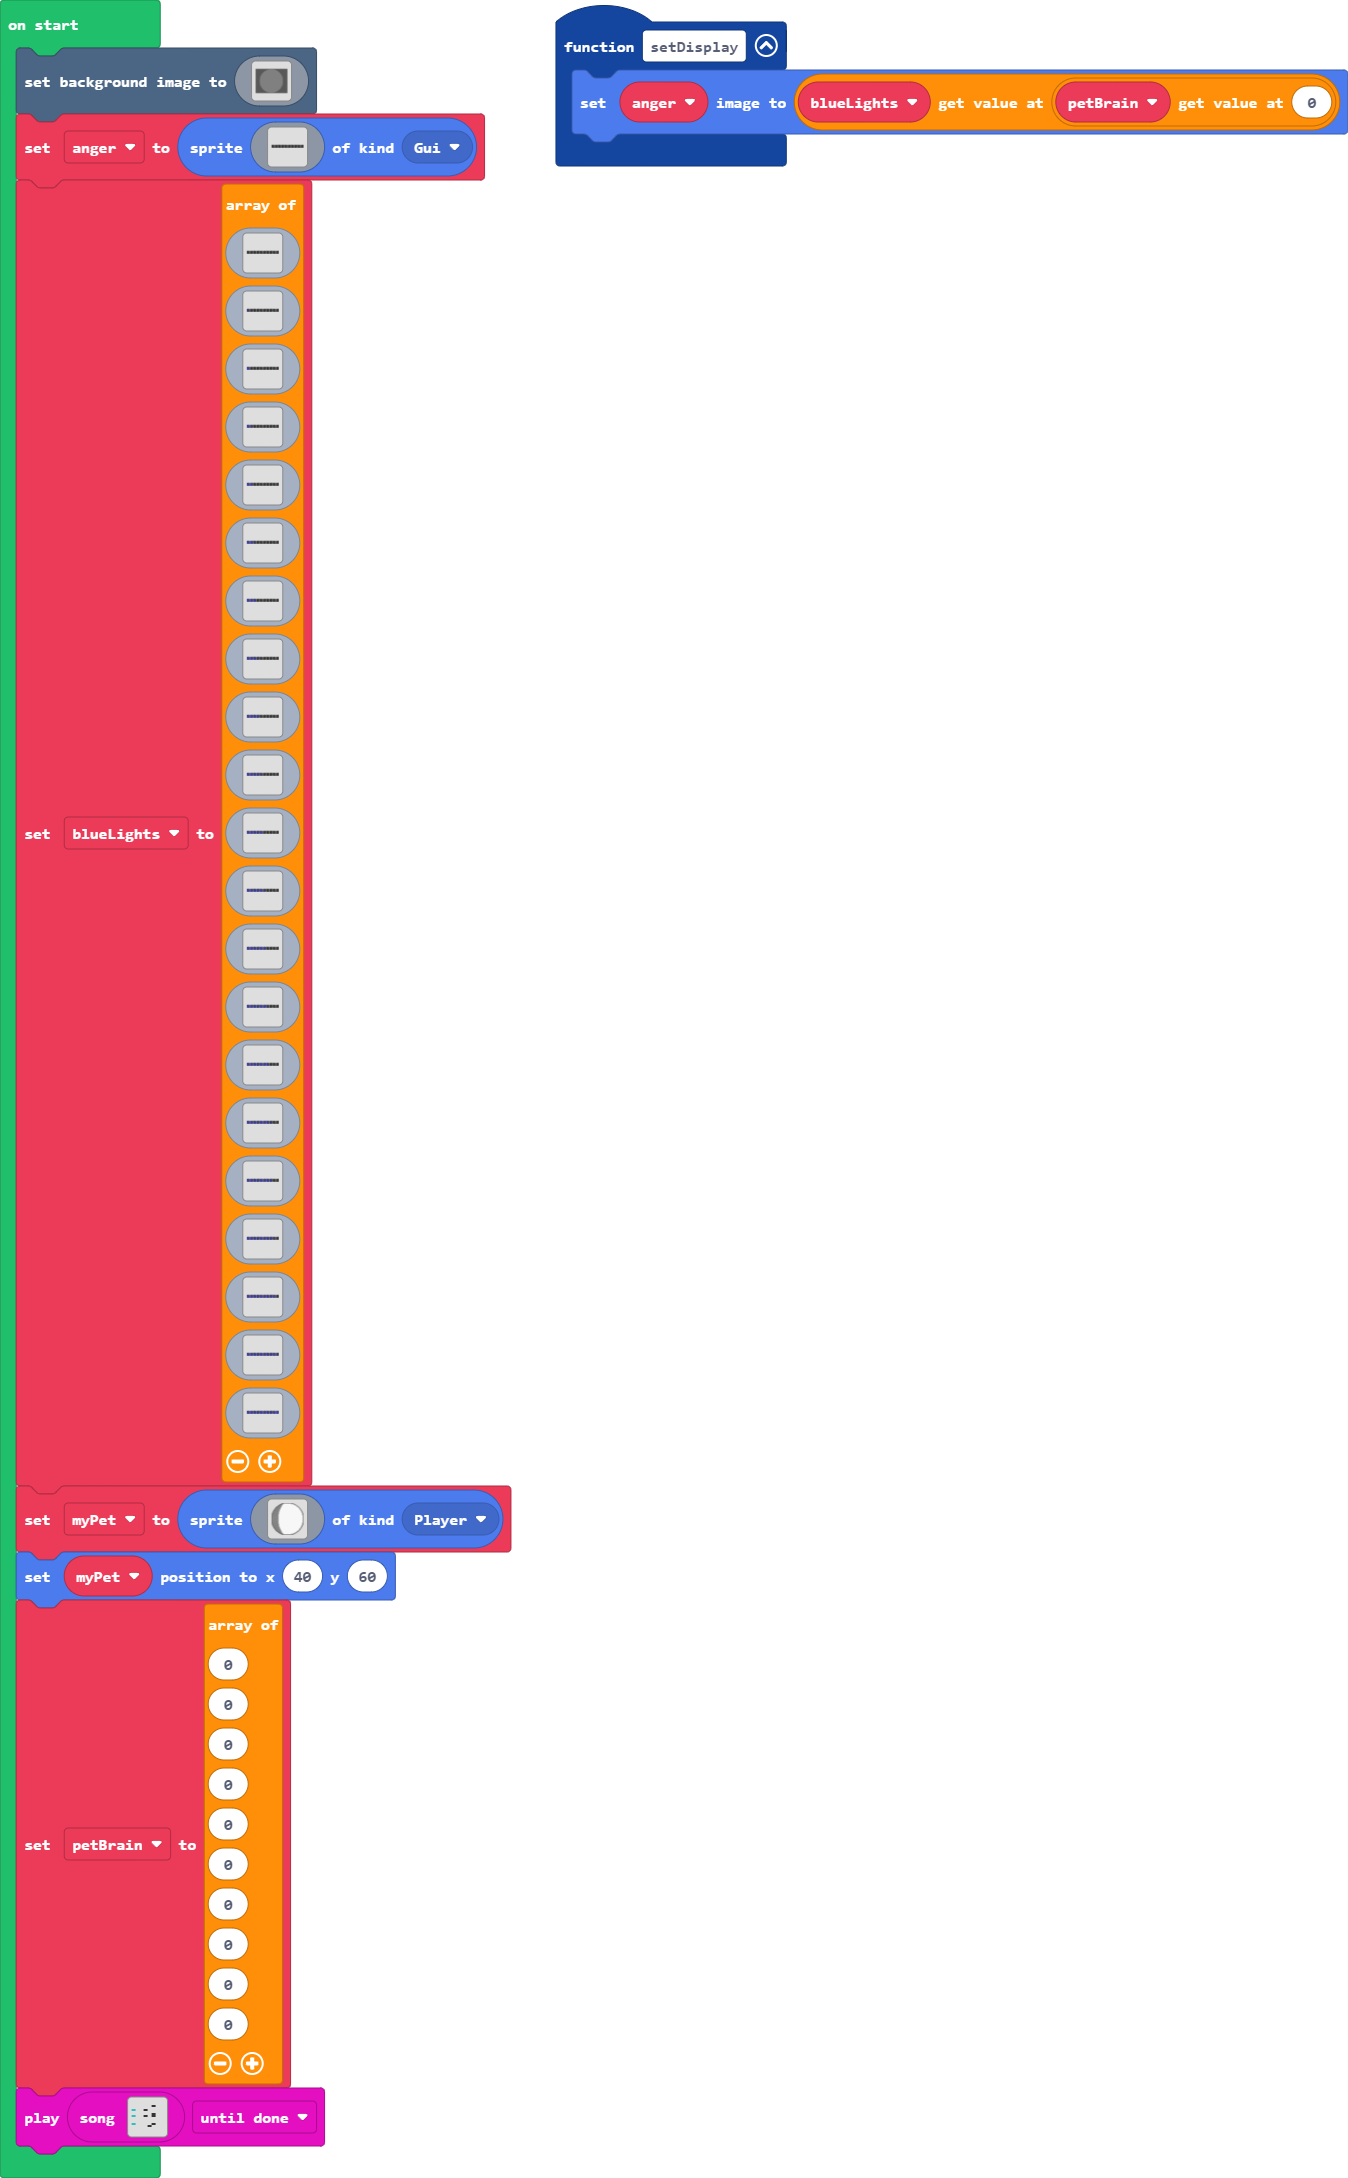 on start
set background image to
set anger to sprite of kind Gui
set blueLights to array of
set myPet to sprite of kind Player
set myPet position to x 40 y 60
set petBrain to array of
0
0
0
0
0
0
0
0
0
0
play song until done
function setDisplay
set anger image to blueLights get value at petBrain get value at 0